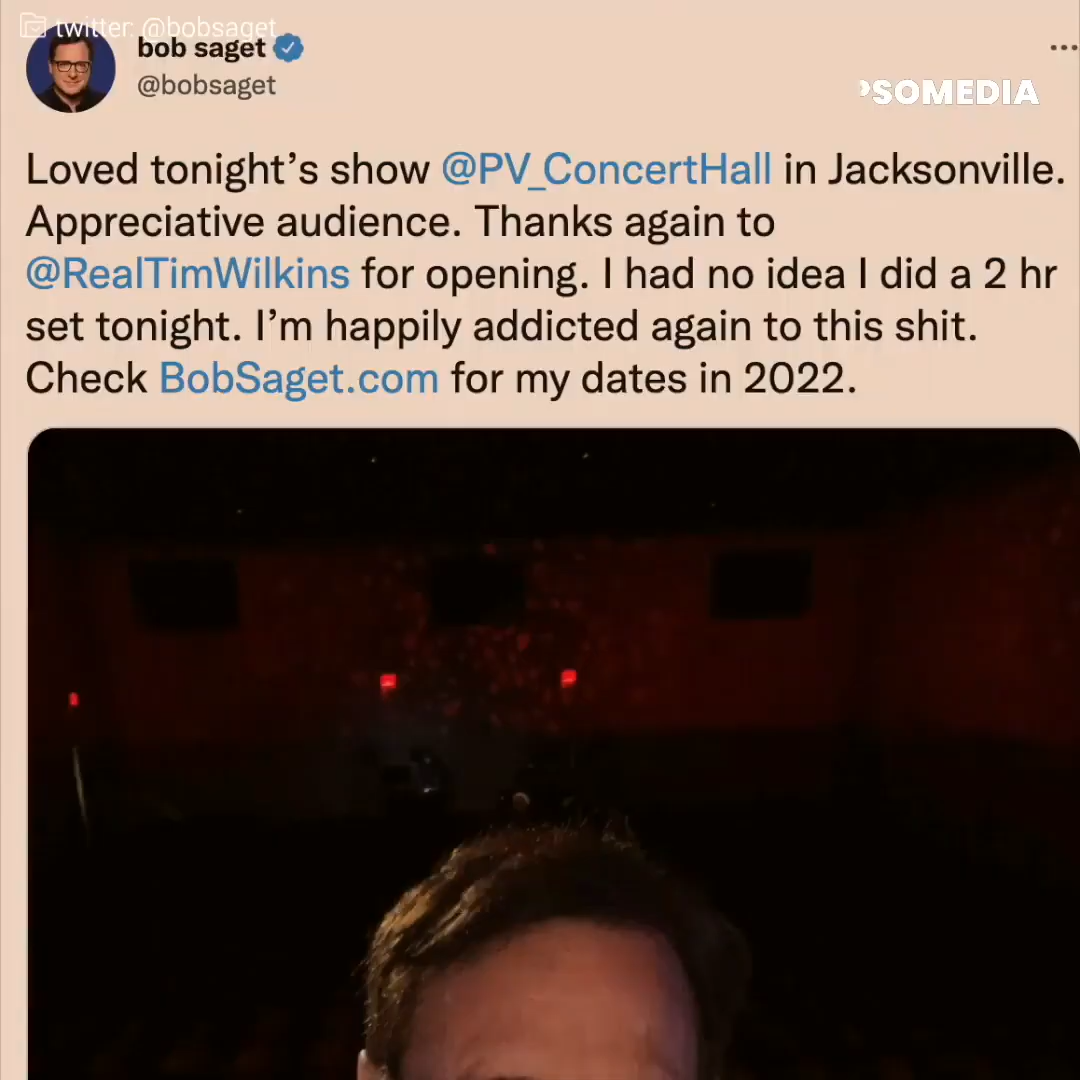 twitter: @bobsaget
bob saget
@bobsaget
SOMEDIA
Loved tonight’s show @PV_ConcertHall in Jacksonville.
Appreciative audience. Thanks again to
@RealTimWilkins for opening. I had no idea I did a 2 hr
set tonight. I’m happily addicted again to this shit.
Check BobSaget.com for my dates in 2022.